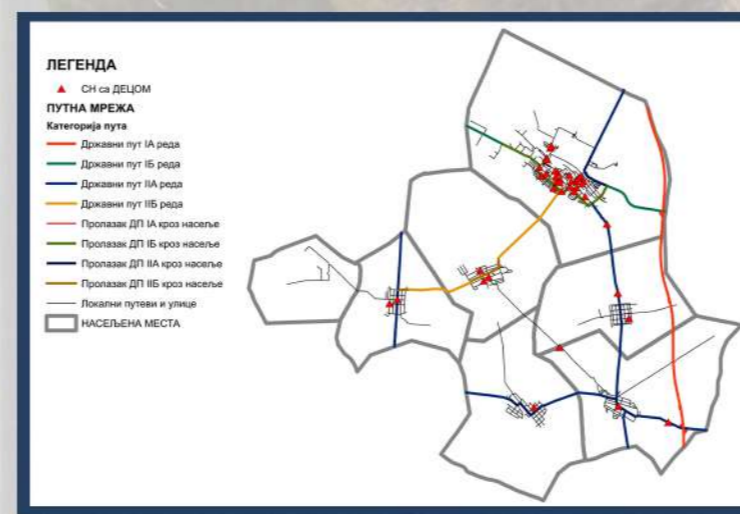 ЛЕГЕНДА
СН са ДЕЦОМ
ПУТНА МРЕЖА
Категорија пута
Државни пут IA реда
Државни пут IБ реда
Државни пут IIA реда
Државни пут IIБ реда
Пролазак ДП IA кроз насеље
Пролазак ДП IБ кроз насеље
Пролазак ДП IIA кроз насеље
Пролазак ДП IIБ кроз насеље
Локални путеви и улице
НАСЕЉЕНА МЕСТА